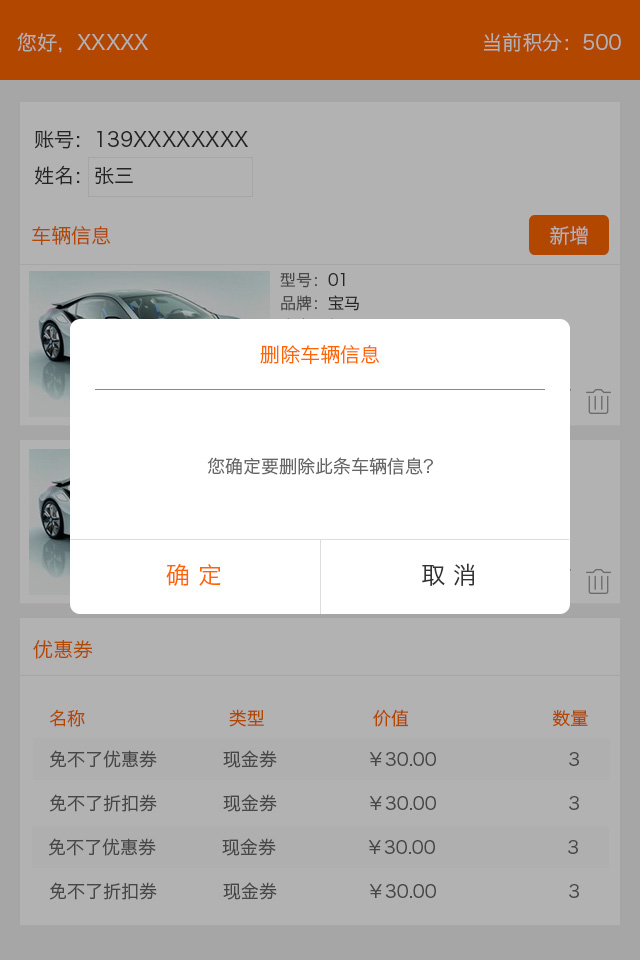 您好，XXXXX 当前积分：500
账号：139XXXXXXXX
姓名：张三
车辆信息 新增
型号：01
品牌：宝马
删除车辆信息
您确定要删除此条车辆信息?
确 定 取 消
优惠券
名称 类型 价值 数量
免不了优惠券 现金券 ￥30.00 3
免不了折扣券 现金券 ￥30.00 3
免不了优惠券 现金券 ￥30.00 3
免不了折扣券 现金券 ￥30.00 3